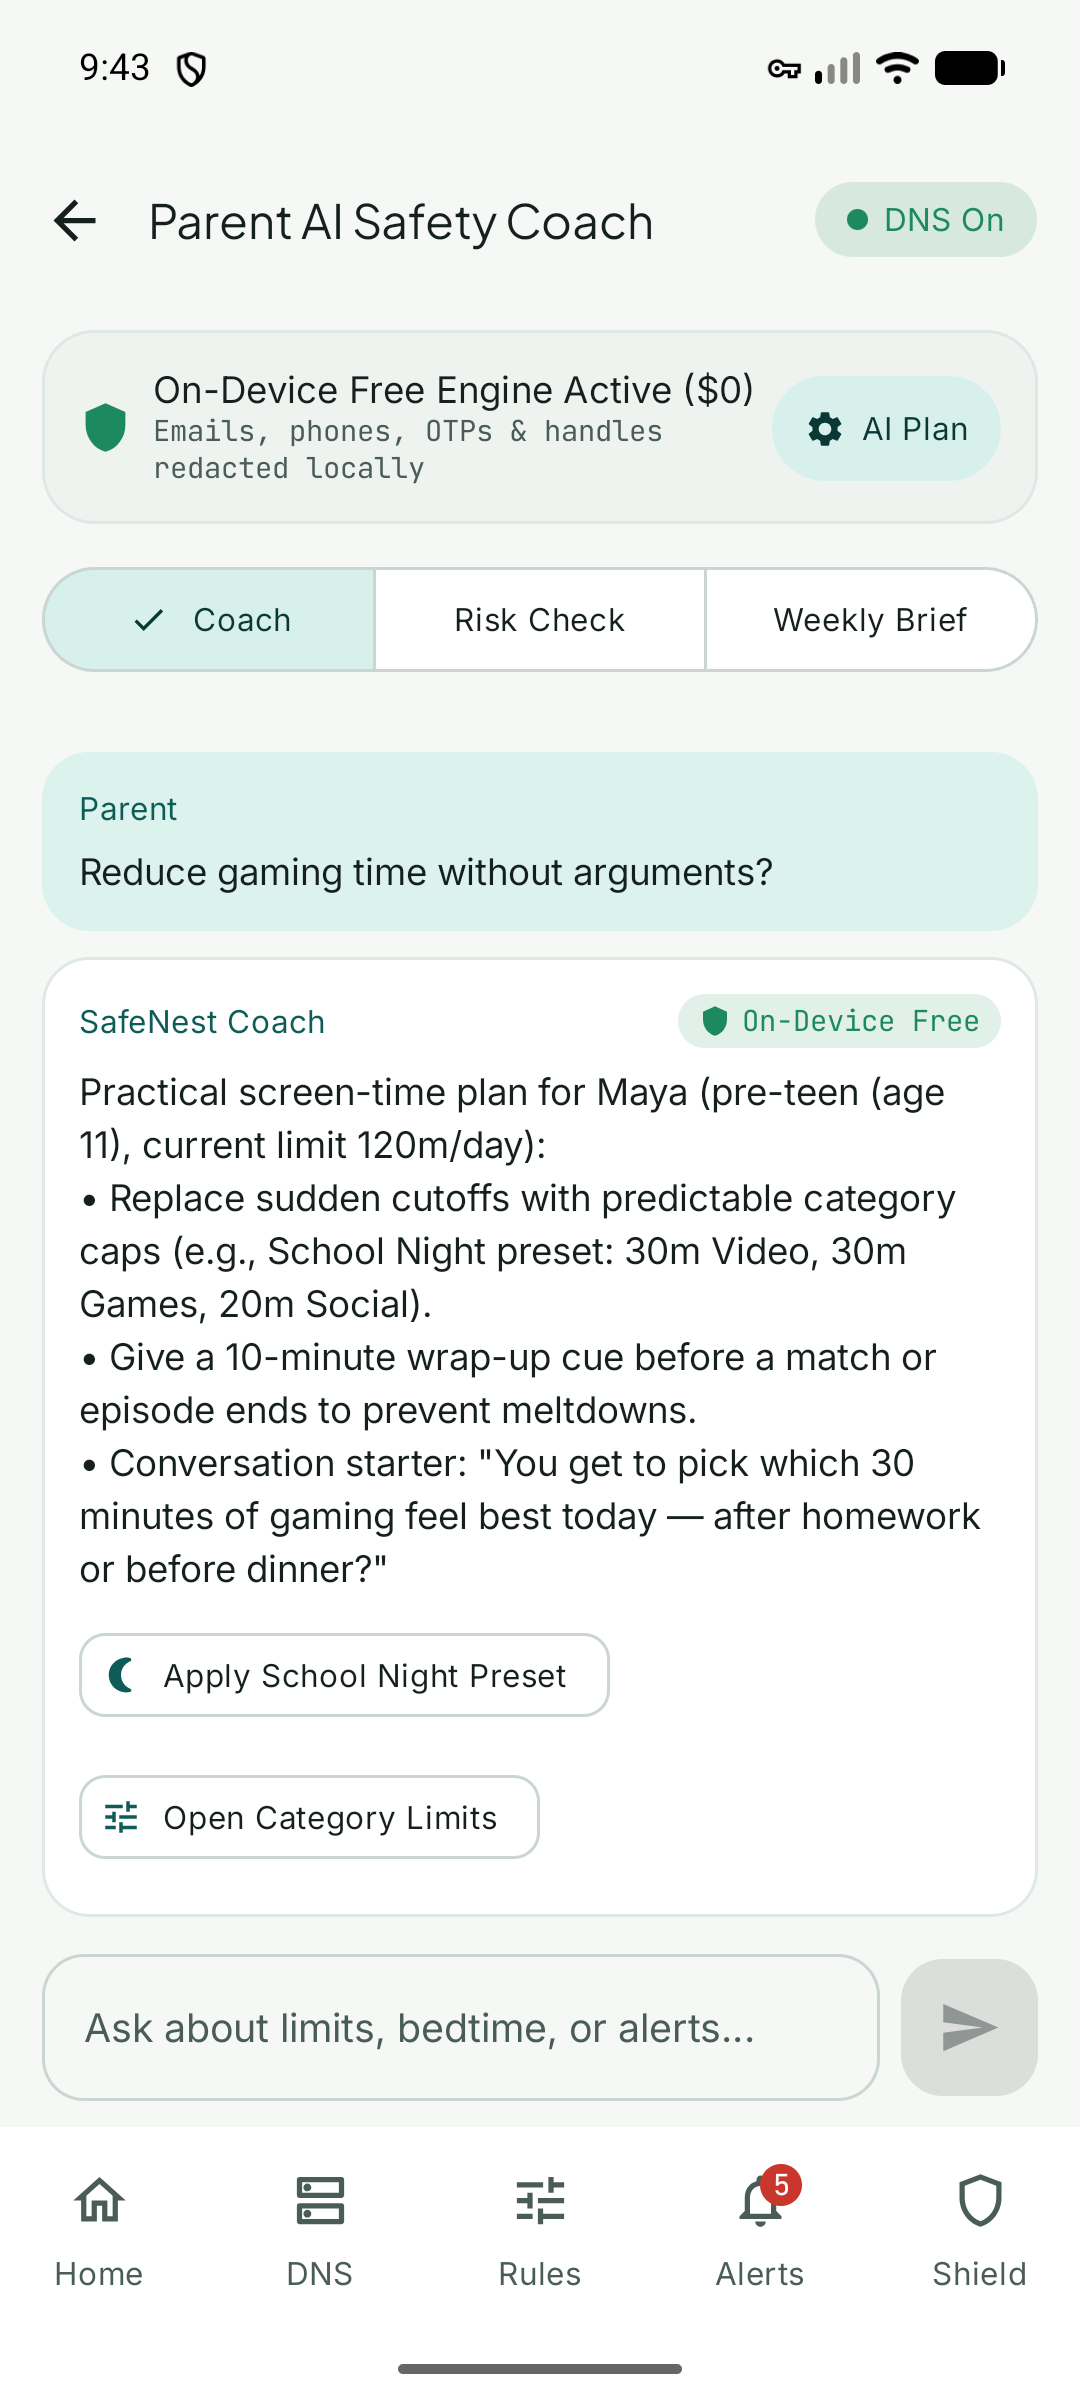 9:43
Parent AI Safety Coach
DNS On
On-Device Free Engine Active ($0)
Emails, phones, OTPs & handles
redacted locally
AI Plan
Coach
Risk Check
Weekly Brief
Parent
Reduce gaming time without arguments?
SafeNest Coach
On-Device Free
Practical screen-time plan for Maya (pre-teen (age
11), current limit 120m/day):
• Replace sudden cutoffs with predictable category
caps (e.g., School Night preset: 30m Video, 30m
Games, 20m Social).
• Give a 10-minute wrap-up cue before a match or
episode ends to prevent meltdowns.
• Conversation starter: "You get to pick which 30
minutes of gaming feel best today — after homework
or before dinner?"
Apply School Night Preset
Open Category Limits
Ask about limits, bedtime, or alerts...
5
Home
DNS
Rules
Alerts
Shield